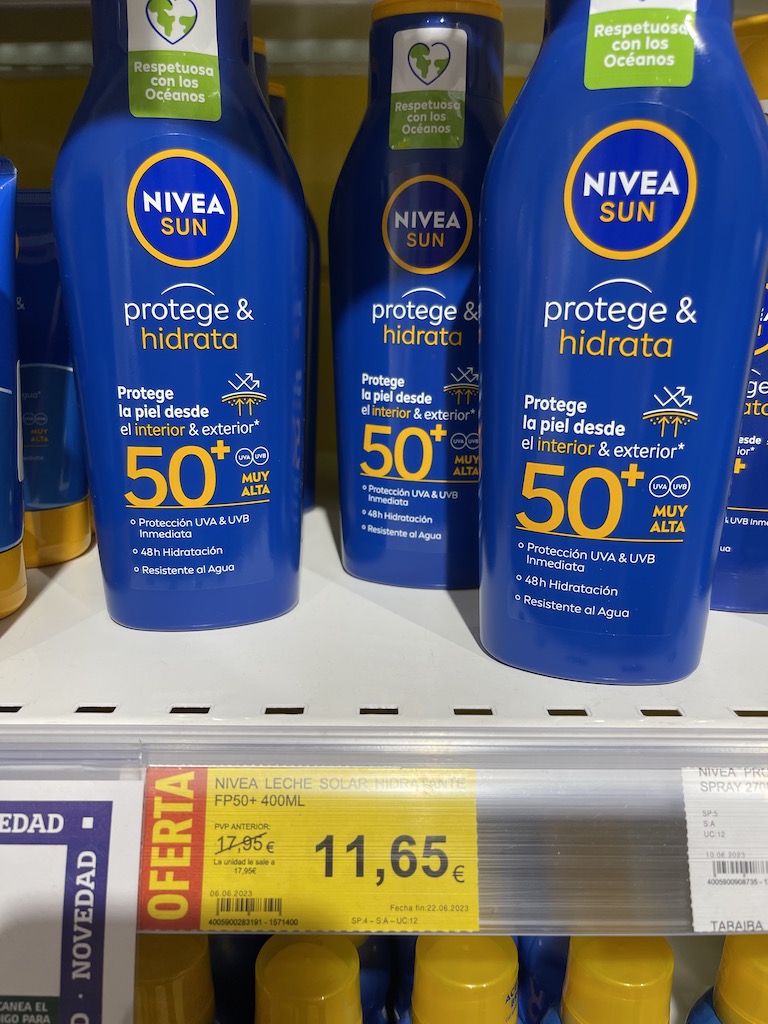 NIVEA
SUN
Respetuosa
con los
Océanos
NIVEA
SUN
protege &
hidrata
Protege
la piel desde
el interior & exterior*
50+
UVA UVB
MUY
ALTA
Protección UVA & UVB
Inmediata
48h Hidratación
Resistente al Agua
Respetuosa
con los
Océanos
NIVEA
SUN
protege &
hidrata
Protege
la piel desde
el interior & exterior*
50+
UVA UVB
MUY
ALTA
Protección UVA & UVB
Inmediata
48h Hidratación
Resistente al Agua
Respetuosa
con los
Océanos
NIVEA
SUN
protege &
hidrata
Protege
la piel desde
el interior & exterior*
50+
UVA UVB
MUY
ALTA
Protección UVA & UVB
Inmediata
48h Hidratación
Resistente al Agua
MUY
ALTA
EDAD
NOVEDAD
OFERTA
NIVEA LECHE SOLAR HIDRATANTE
FP50+ 400ML
PVP ANTERIOR:
17,95€
La unidad le sale a
17,95€
11,65€
06.06.2023
Fecha fin:22.06.2023
4005900283191 - 1571400
SP:4 – S:A – UC:12
NIVEA PRO
SPRAY 270
SP:5
S:A
UC:12
10.06.2023
4005900908735 - 1
TABAIBA